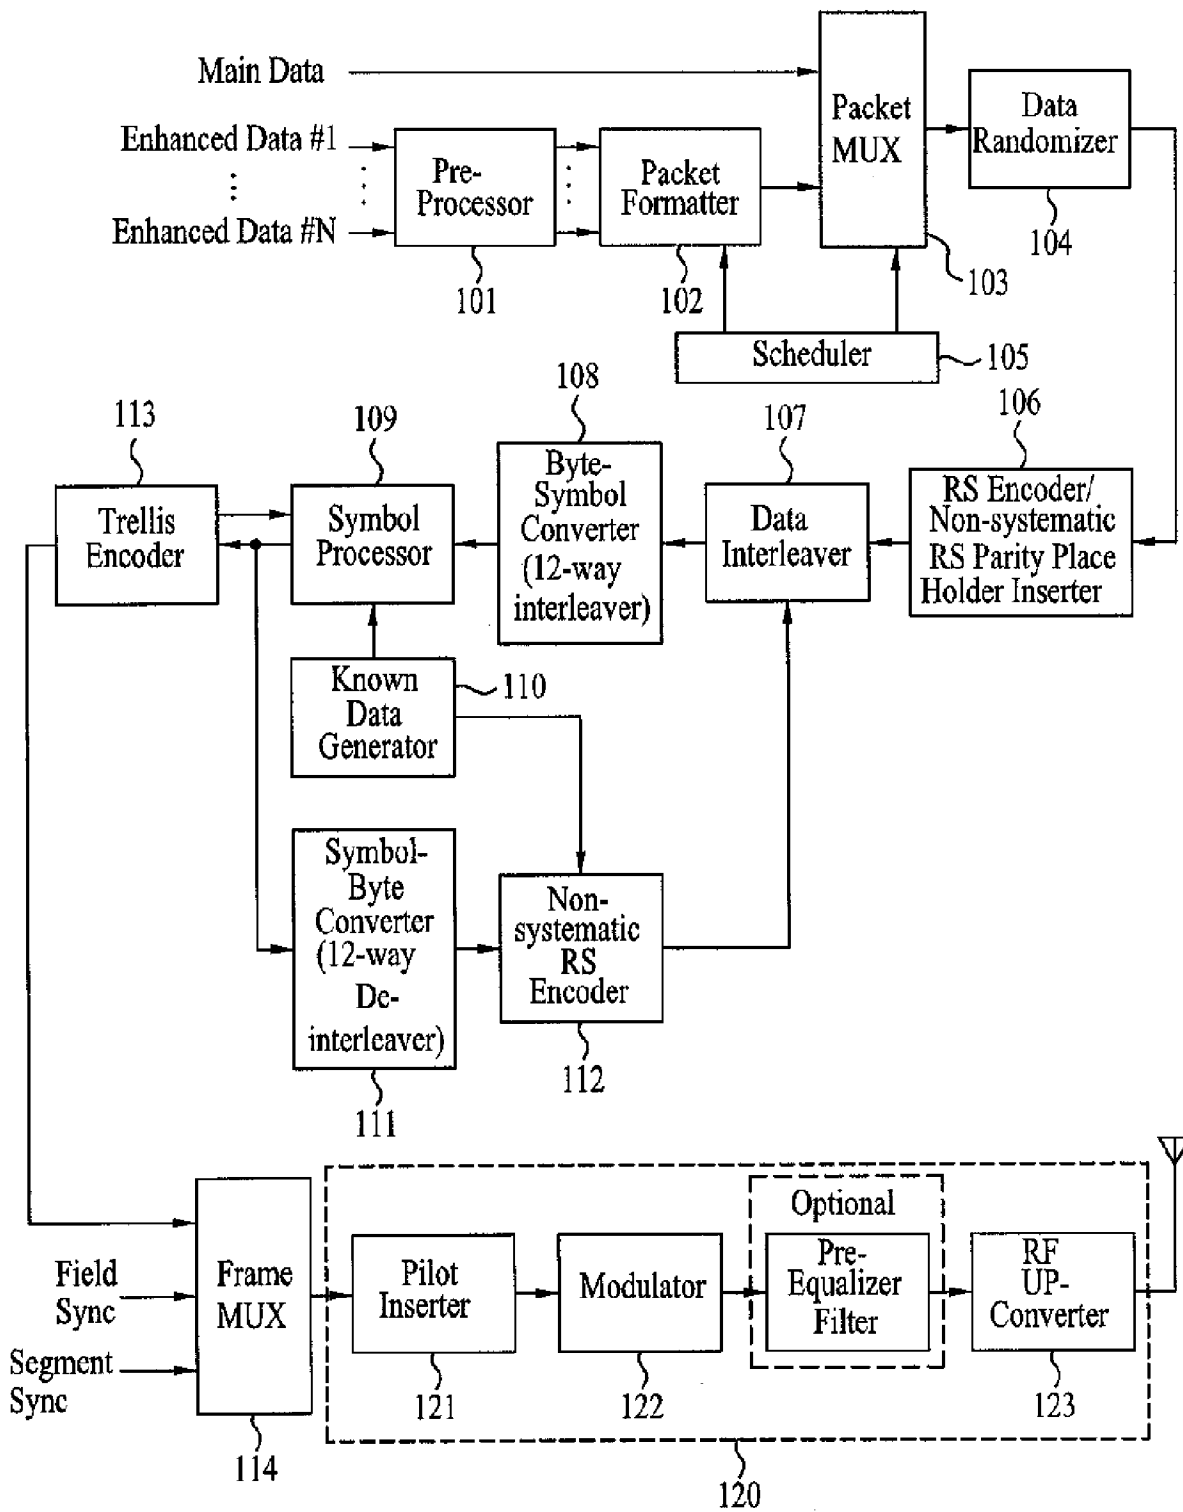 Main Data
Enhanced Data #1
Enhanced Data #N
Pre-
Processor
101
Packet
Formatter
102
Packet
MUX
103
Data
Randomizer
104
Scheduler
105
RS Encoder/
Non-systematic
RS Parity Place
Holder Inserter
106
Data
Interleaver
107
Byte-
Symbol
Converter
(12-way
interleaver)
108
Symbol
Processor
109
Trellis
Encoder
113
Known
Data
Generator
110
Symbol-
Byte
Converter
(12-way
De-
interleaver)
111
Non-
systematic
RS
Encoder
112
Field
Sync
Segment
Sync
Frame
MUX
114
Pilot
Inserter
121
Modulator
122
Optional
Pre-
Equalizer
Filter
RF
UP-
Converter
123
120